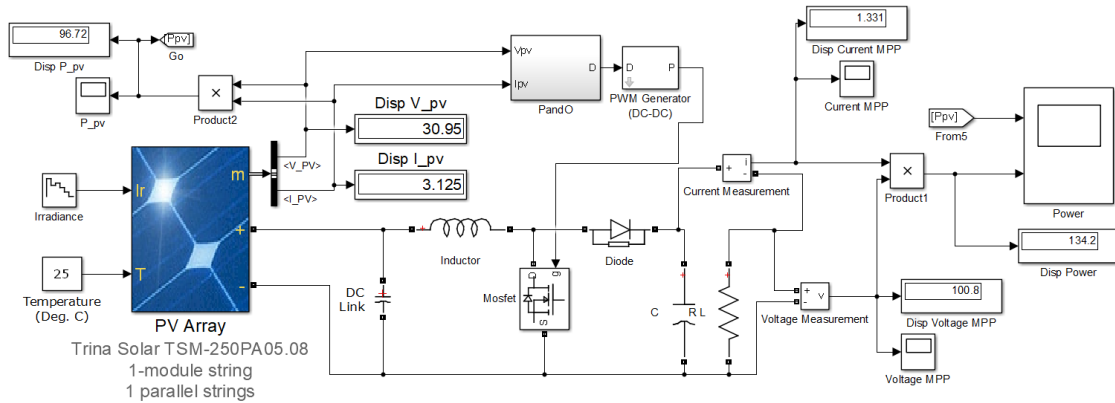 96.72
Disp P_pv
[Ppv]
Go
P_pv
×
Product2
Vpv
Ipv
D
PandO
D
P
PWM Generator
(DC-DC)
1.331
Disp Current MPP
Current MPP
[Ppv]
From5
Power
Disp V_pv
30.95
Disp I_pv
3.125
<V_PV>
<I_PV>
Irradiance
Ir
m
+
T
-
25
Temperature
(Deg. C)
PV Array
Trina Solar TSM-250PA05.08
1-module string
1 parallel strings
+
i
-
Current Measurement
×
Product1
134.2
Disp Power
+
Inductor
Diode
DC
Link
+
Mosfet
D
g
S
+
C
R L
+
+
-
v
Voltage Measurement
100.8
Disp Voltage MPP
Voltage MPP